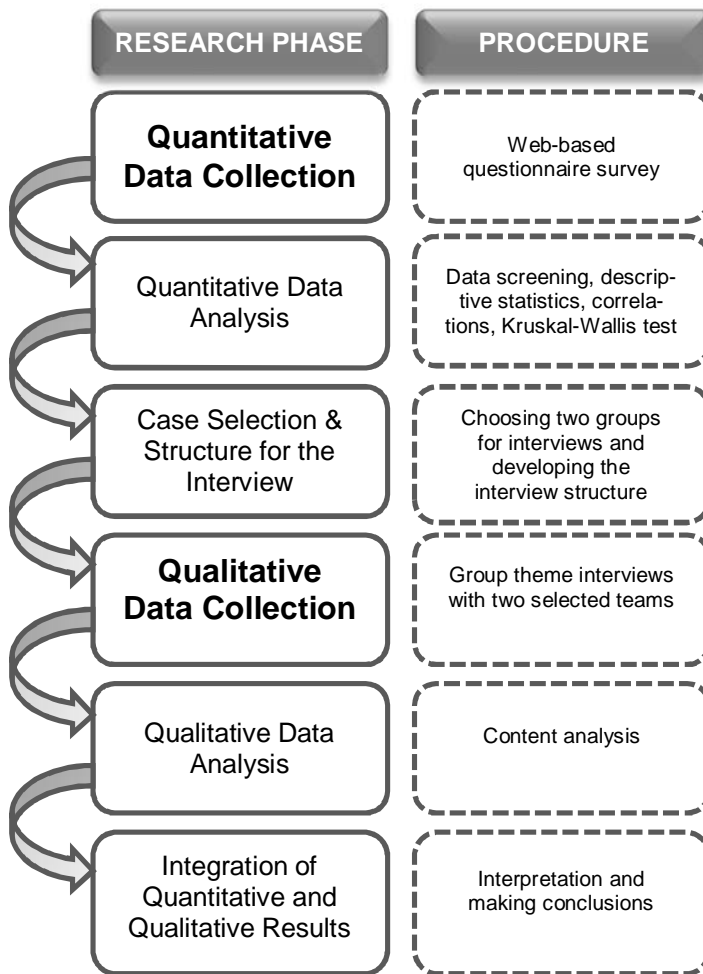 RESEARCH PHASE
PROCEDURE
Quantitative
Data Collection
Web-based
questionnaire survey
Quantitative Data
Analysis
Data screening, descrip-
tive statistics, correla-
tions, Kruskal-Wallis test
Case Selection &
Structure for the
Interview
Choosing two groups
for interviews and
developing the
interview structure
Qualitative
Data Collection
Group theme interviews
with two selected teams
Qualitative Data
Analysis
Content analysis
Integration of
Quantitative and
Qualitative Results
Interpretation and
making conclusions